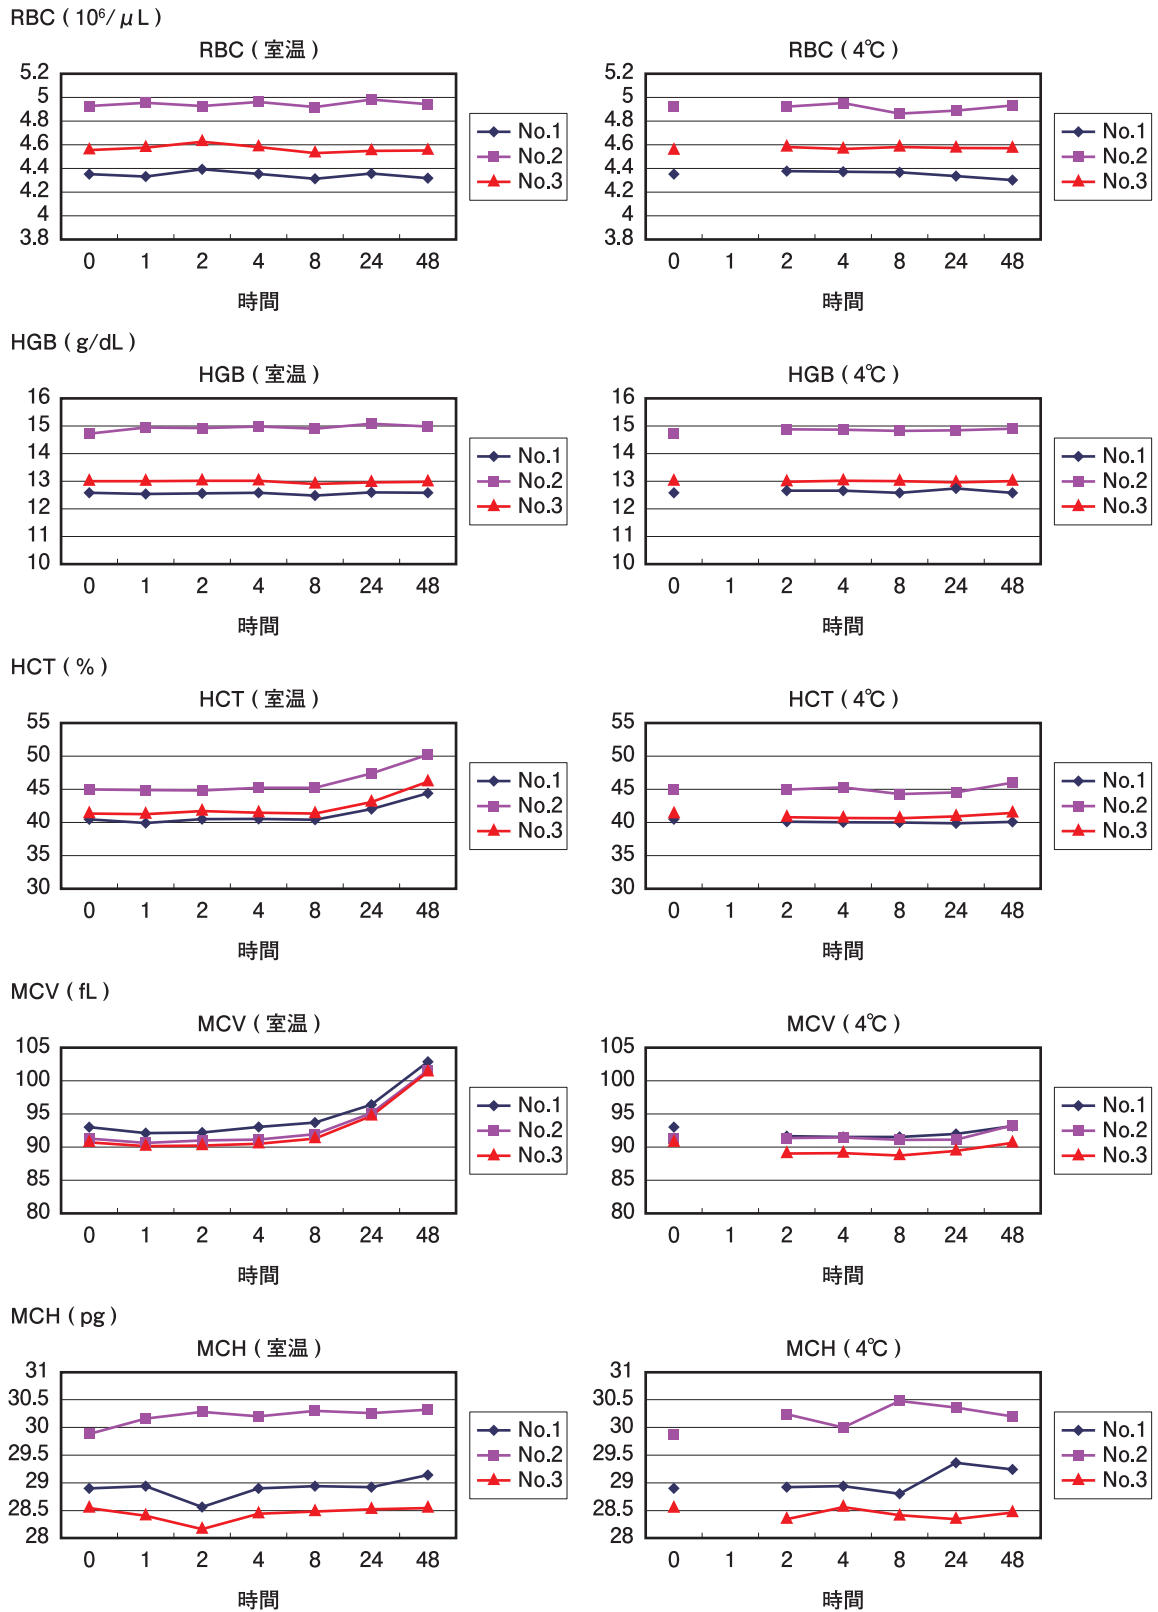 RBC ( 10⁶/ μ L )
RBC ( 室温 )
5.2
5
4.8
4.6
4.4
4.2
4
3.8
0 1 2 4 8 24 48
時間
No.1
No.2
No.3
RBC ( 4℃ )
5.2
5
4.8
4.6
4.4
4.2
4
3.8
0 1 2 4 8 24 48
時間
No.1
No.2
No.3
HGB ( g/dL )
HGB ( 室温 )
16
15
14
13
12
11
10
0 1 2 4 8 24 48
時間
No.1
No.2
No.3
HGB ( 4℃ )
16
15
14
13
12
11
10
0 1 2 4 8 24 48
時間
No.1
No.2
No.3
HCT ( % )
HCT ( 室温 )
55
50
45
40
35
30
0 1 2 4 8 24 48
時間
No.1
No.2
No.3
HCT ( 4℃ )
55
50
45
40
35
30
0 1 2 4 8 24 48
時間
No.1
No.2
No.3
MCV ( fL )
MCV ( 室温 )
105
100
95
90
85
80
0 1 2 4 8 24 48
時間
No.1
No.2
No.3
MCV ( 4℃ )
105
100
95
90
85
80
0 1 2 4 8 24 48
時間
No.1
No.2
No.3
MCH ( pg )
MCH ( 室温 )
31
30.5
30
29.5
29
28.5
28
0 1 2 4 8 24 48
時間
No.1
No.2
No.3
MCH ( 4℃ )
31
30.5
30
29.5
29
28.5
28
0 1 2 4 8 24 48
時間
No.1
No.2
No.3